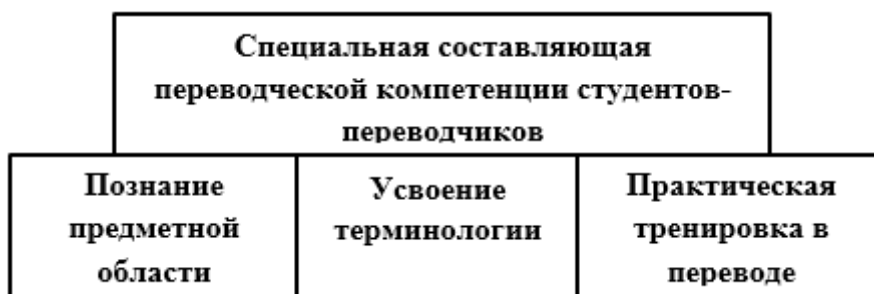 Специальная составляющая
переводческой компетенции студентов-
переводчиков
Познание
предметной
области
Усвоение
терминологии
Практическая
тренировка в
переводе